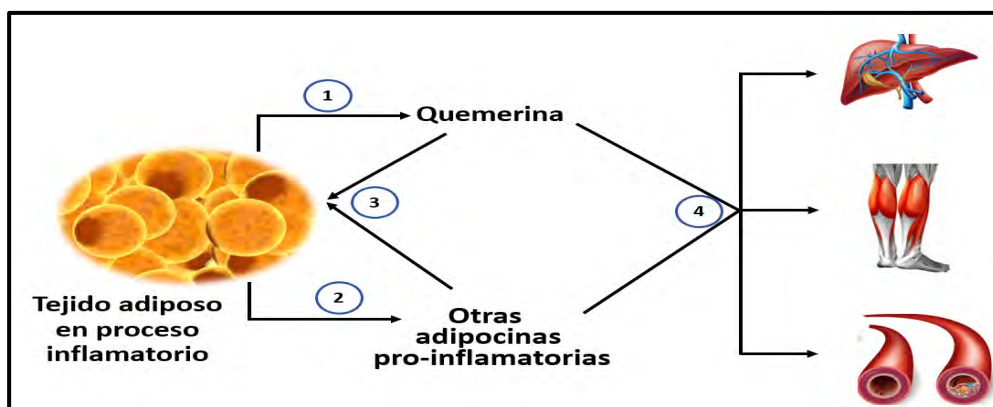 1
Quemerina
3
4
2
Tejido adiposo
en proceso
inflamatorio
Otras
adipocinas
pro-inflamatorias